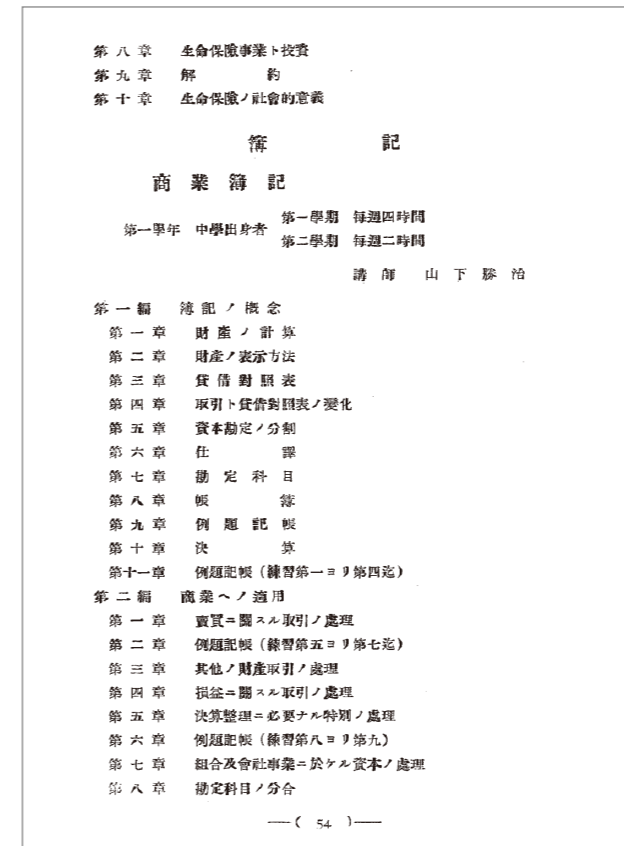 第八章 生命保險事業ト投資
第九章 解約
第十章 生命保險ノ社會的意義
簿記
商業簿記
第一學年 中學出身者 第一學期 每週四時間
第二學期 每週二時間
講師 山下勝治
第一編 簿記ノ概念
第一章 財產ノ計算
第二章 財產ノ表示方法
第三章 貸借對照表
第四章 取引ト貸借對照表ノ變化
第五章 資本勘定ノ分割
第六章 仕譯
第七章 勘定科目
第八章 帳簿
第九章 例題記帳
第十章 決算
第十一章 例題記帳(練習第一ヨリ第四迄)
第二編 商業ヘノ適用
第一章 賣買ニ關スル取引ノ處理
第二章 例題記帳(練習第五ヨリ第七迄)
第三章 其他ノ財產取引ノ處理
第四章 損益ニ關スル取引ノ處理
第五章 決算整理ニ必要ナル特別ノ處理
第六章 例題記帳(練習第八ヨリ第九)
第七章 組合及會社事業ニ於ケル資本ノ處理
第八章 勘定科目ノ分合
—( 54 )—